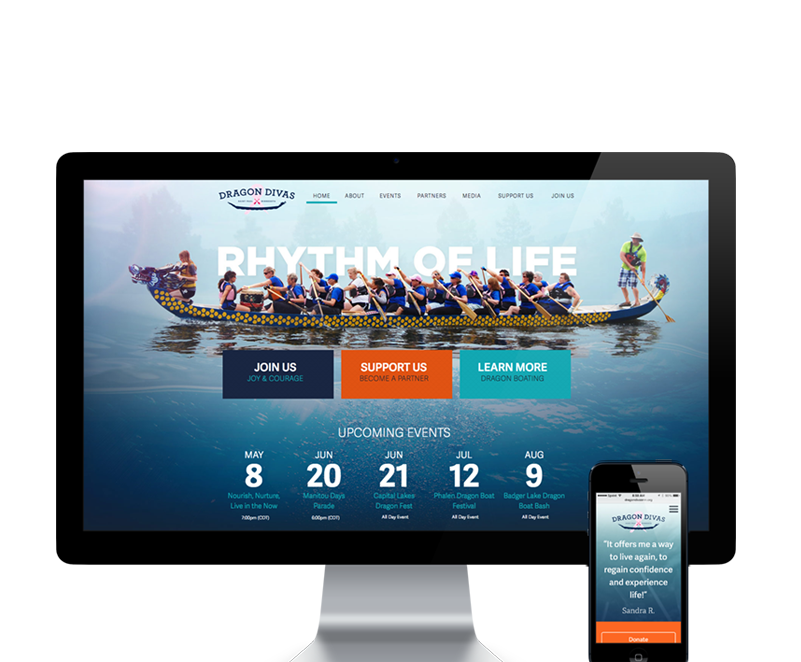 DRAGON DIVAS
HOME ABOUT EVENTS PARTNERS MEDIA SUPPORT US JOIN US
RHYTHM OF LIFE
JOIN US
JOY & COURAGE
SUPPORT US
BECOME A PARTNER
LEARN MORE
DRAGON BOATING
UPCOMING EVENTS
MAY
8
Nourish, Nurture,
Live in the Now
7:00pm (CDT)
JUN
20
Manitou Days
Parade
6:00pm (CDT)
JUN
21
Capital Lakes
Dragon Fest
All Day Event
JUL
12
Phalen Dragon Boat
Festival
All Day Event
AUG
9
Badger Lake Dragon
Boat Bash
All Day Event
DRAGON DIVAS
"It offers me a way
to live again, to
regain confidence
and experience
life!"
Sandra R.
Donate